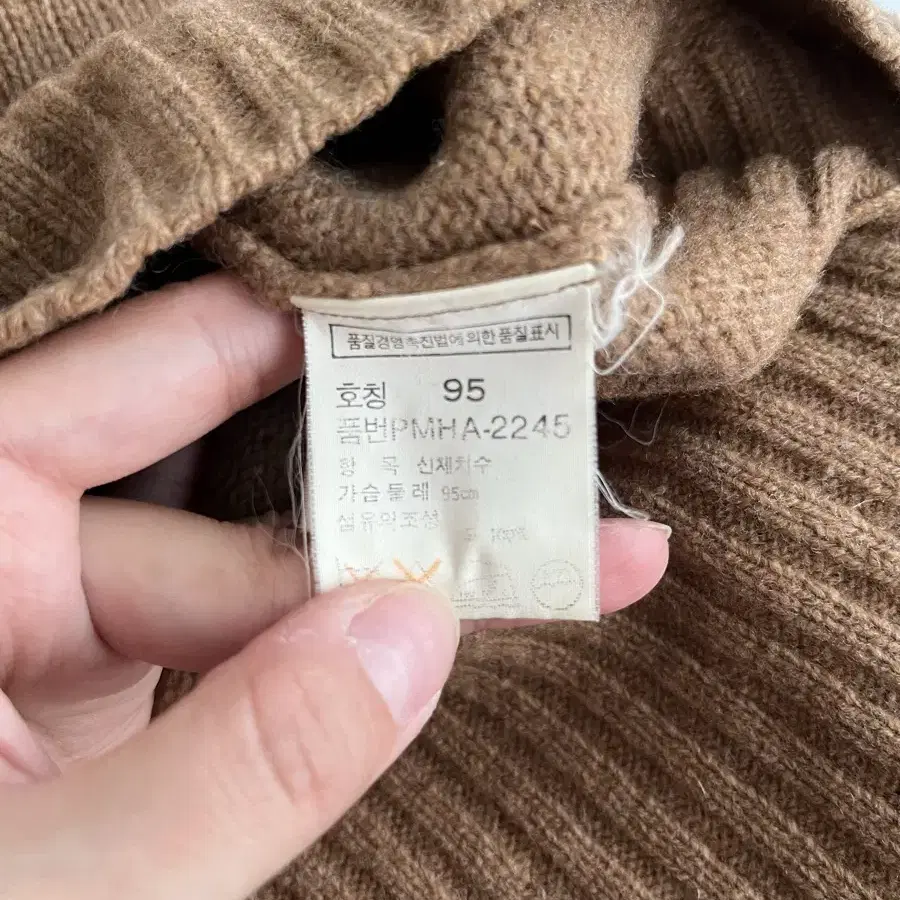 품질경영촉진법에 의한 품질표시
호칭 95
품번PMHA-2245
항 목 신체치수
가슴둘레 95cm
섬유의조성
100%